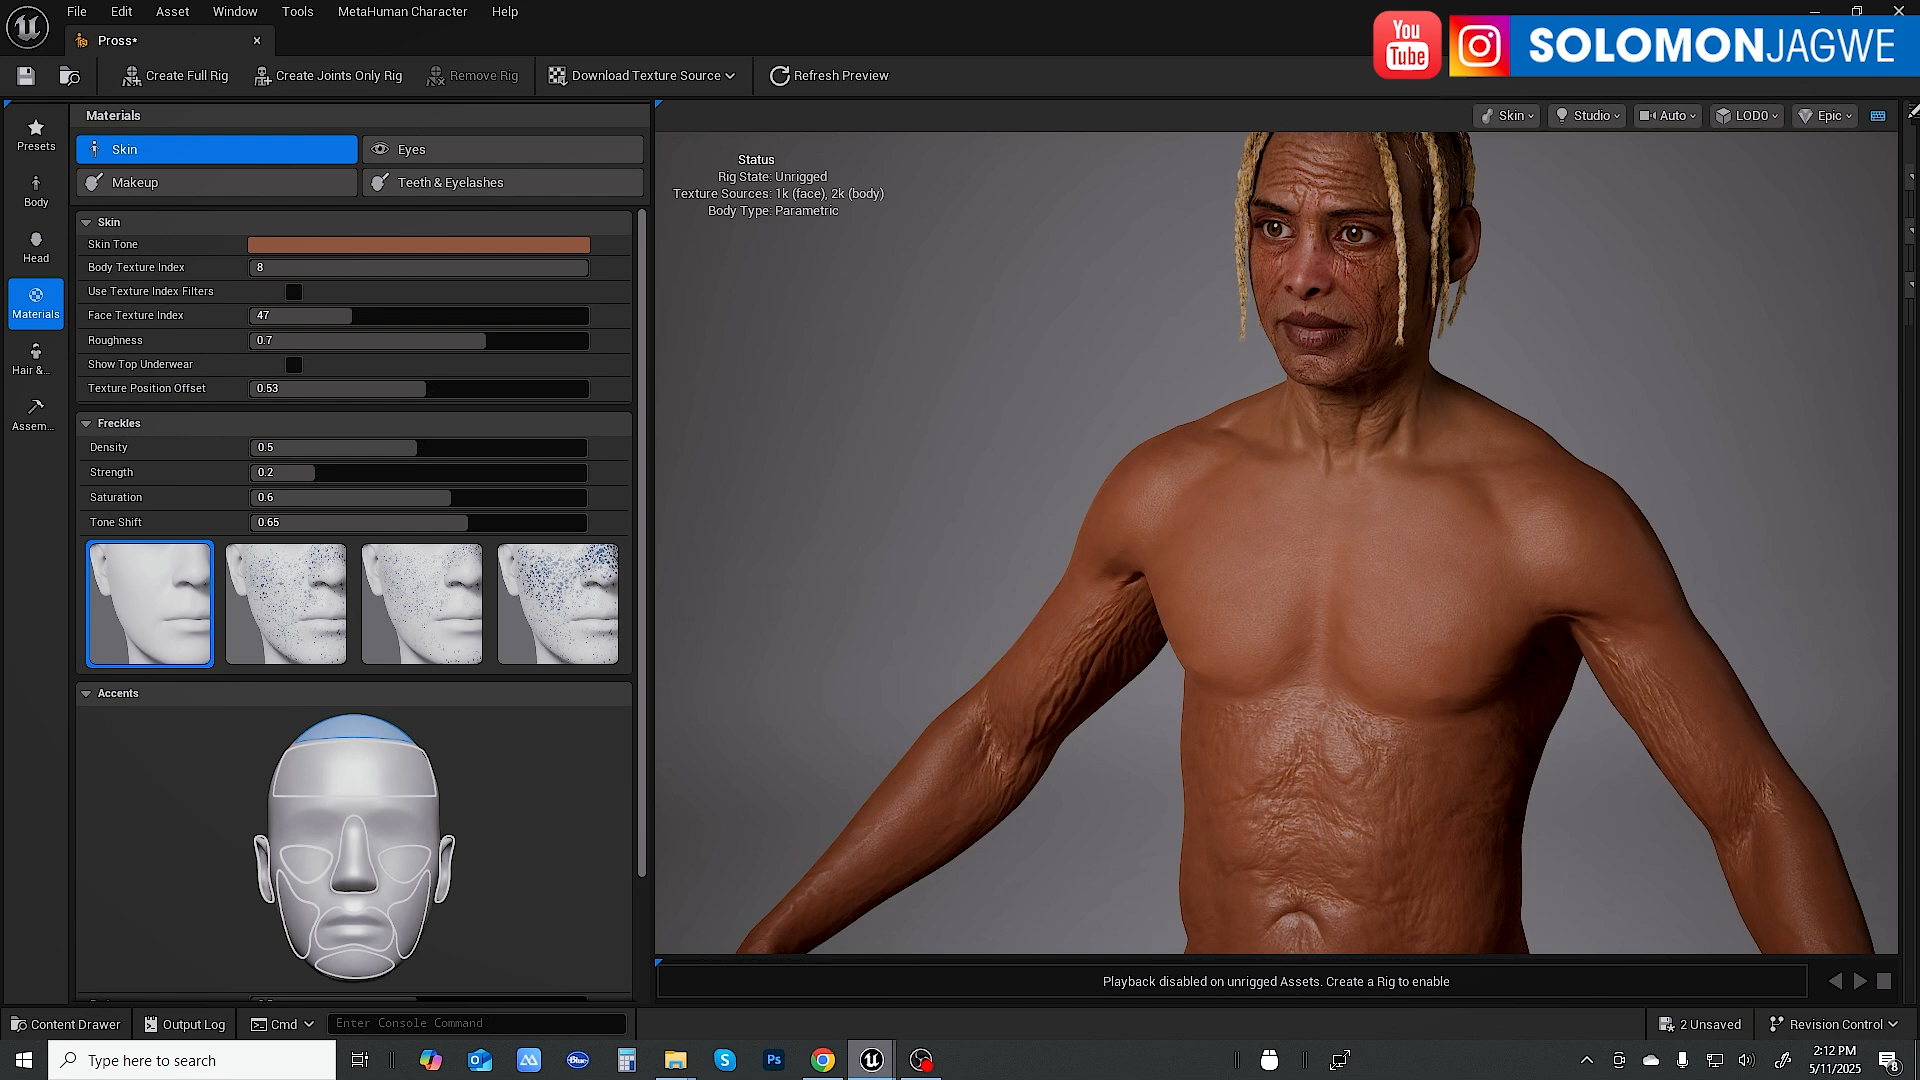 File Edit Asset Window Tools MetaHuman Character Help
Pross*
You Tube
SOLOMONJAGWE
Create Full Rig
Create Joints Only Rig
Remove Rig
Download Texture Source
Refresh Preview
Presets
Body
Head
Materials
Hair &...
Assem...
Materials
Skin
Eyes
Makeup
Teeth & Eyelashes
Skin
Skin Tone
Body Texture Index 8
Use Texture Index Filters
Face Texture Index 47
Roughness 0.7
Show Top Underwear
Texture Position Offset 0.53
Freckles
Density 0.5
Strength 0.2
Saturation 0.6
Tone Shift 0.65
Accents
Skin
Studio
Auto
LOD0
Epic
Status
Rig State: Unrigged
Texture Sources: 1k (face), 2k (body)
Body Type: Parametric
Playback disabled on unrigged Assets. Create a Rig to enable
Content Drawer
Output Log
Cmd
Enter Console Command
2 Unsaved
Revision Control
Type here to search
Blue
Ps
2:12 PM
5/11/2025
8